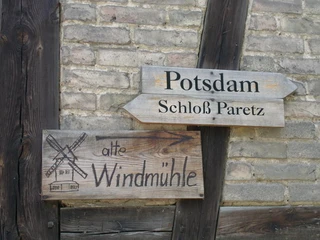 Potsdam
Schloß Paretz
alte
Windmühle